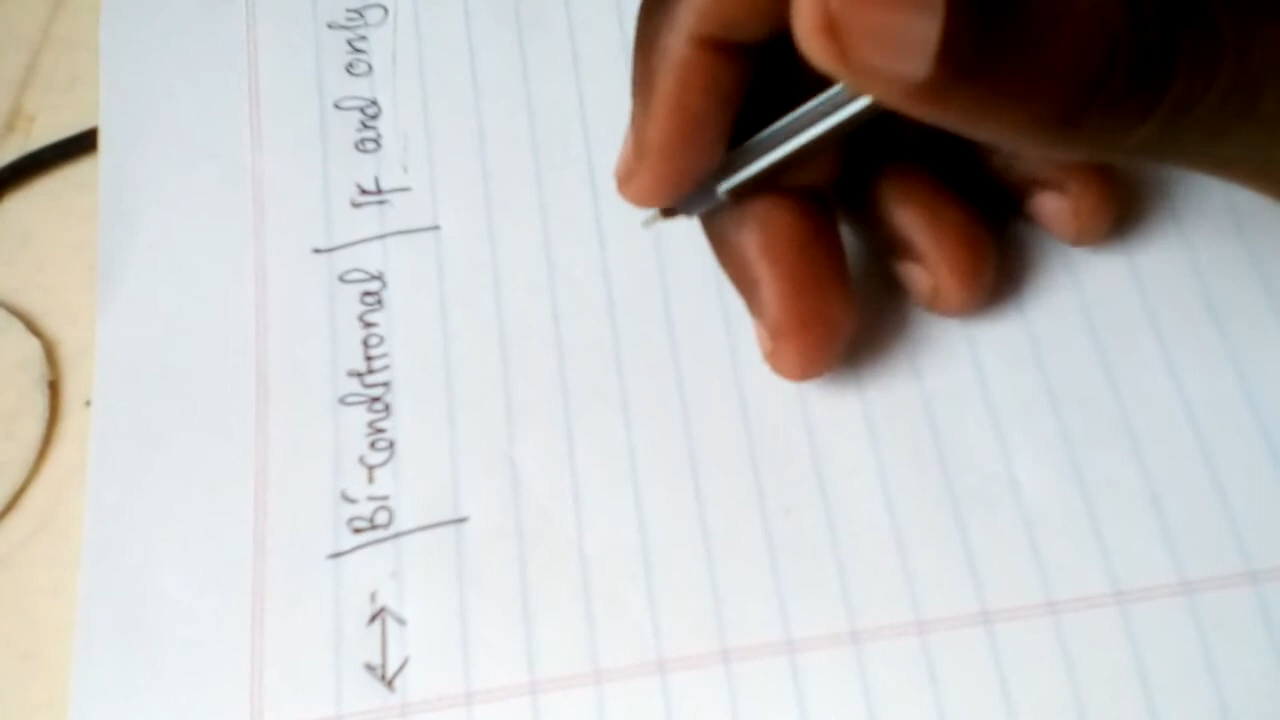 ↔ / Bi-conditional / If and only